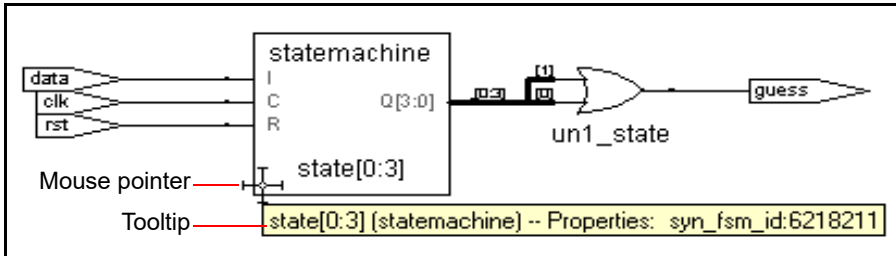 statemachine
data
I
[1]
clk
C
Q[3:0]
[0:3]
[0]
guess
rst
R
un1_state
state[0:3]
Mouse pointer
Tooltip
state[0:3] (statemachine) -- Properties: syn_fsm_id:6218211